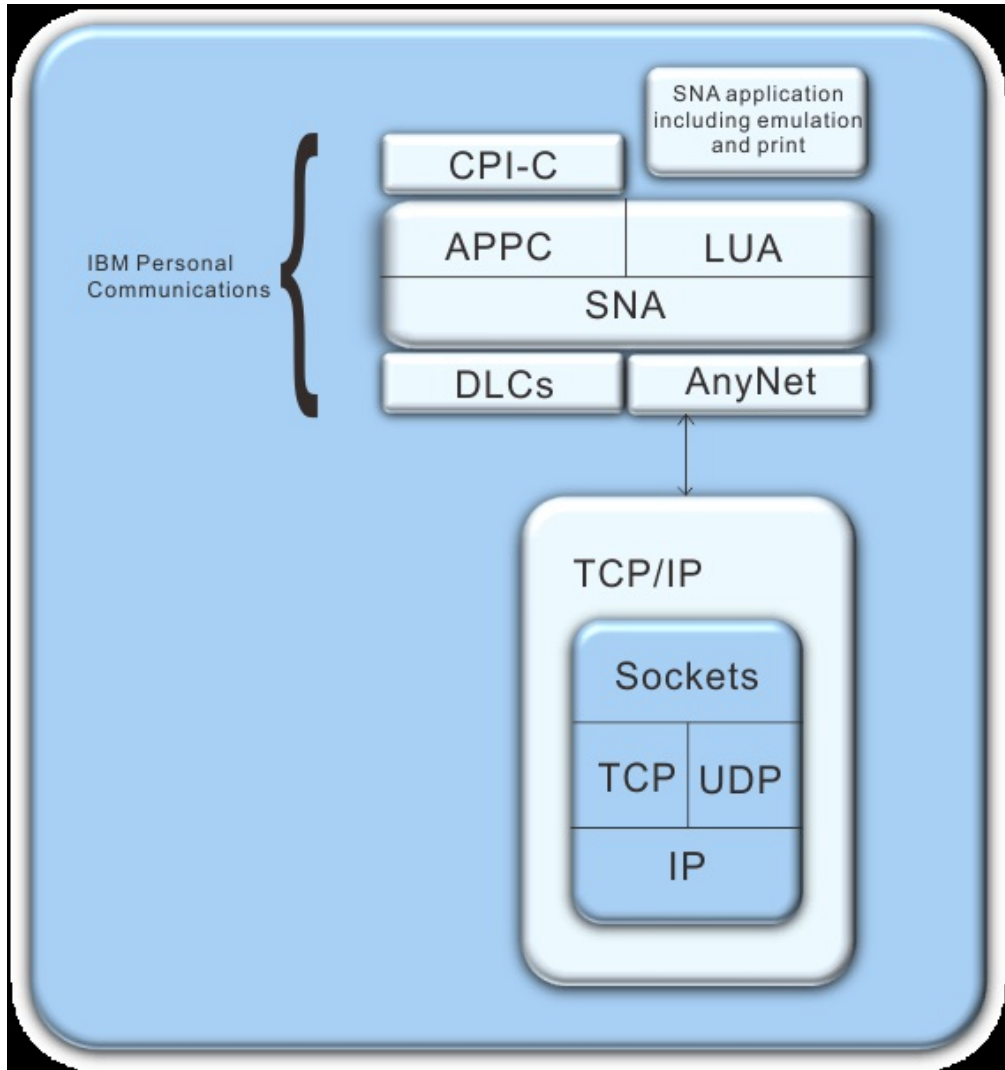 SNA application
including emulation
and print
CPI-C
IBM Personal
Communications
APPC
LUA
SNA
DLCs
AnyNet
TCP/IP
Sockets
TCP
UDP
IP